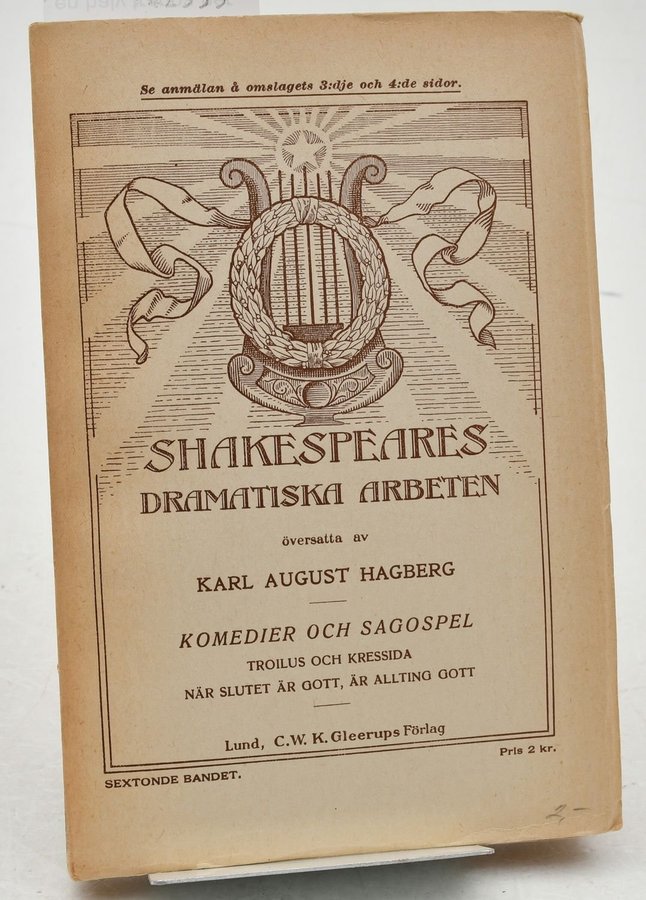 Se anmälan å omslagets 3:dje och 4:de sidor.
SHAKESPEARES
DRAMATISKA ARBETEN
översatta av
KARL AUGUST HAGBERG
KOMEDIER OCH SAGOSPEL
TROILUS OCH KRESSIDA
NÄR SLUTET ÄR GOTT, ÄR ALLTING GOTT
Lund, C.W.K. Gleerups Förlag
SEXTONDE BANDET.
Pris 2 kr.
2,-